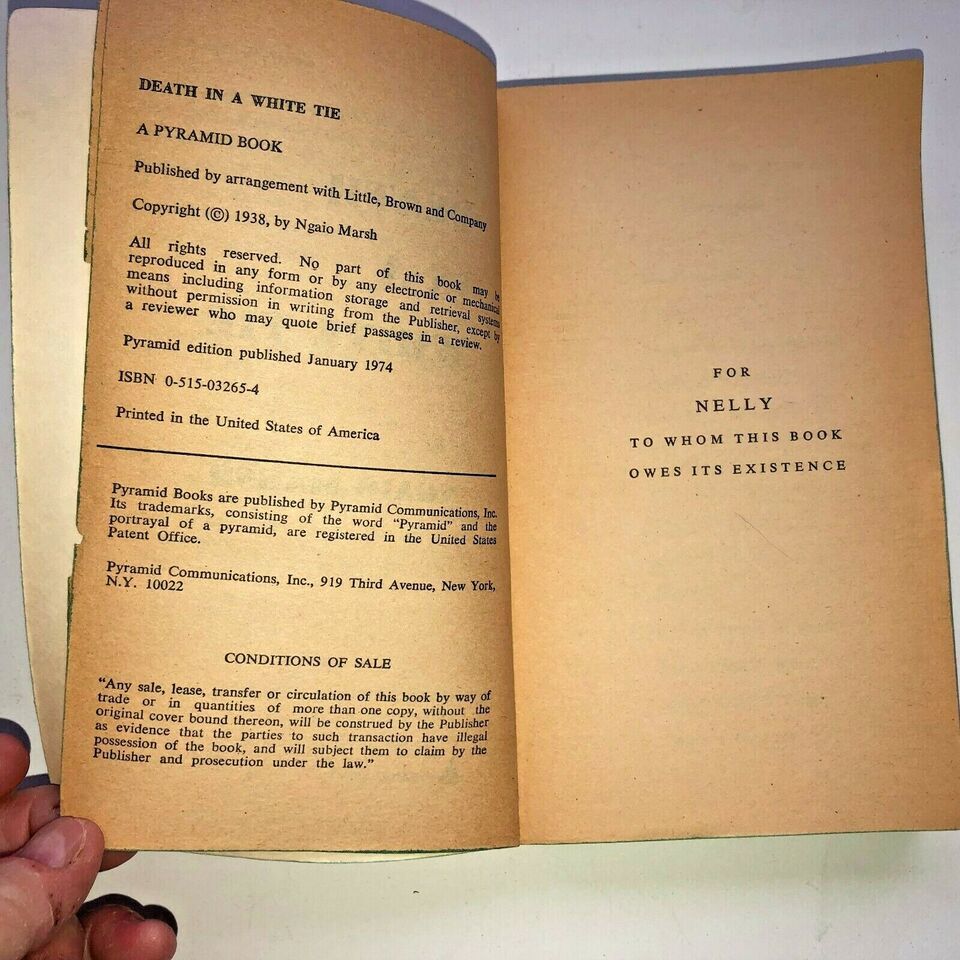 DEATH IN A WHITE TIE
A PYRAMID BOOK
Published by arrangement with Little, Brown and Company
Copyright (©) 1938, by Ngaio Marsh
All rights reserved. No part of this book may be
reproduced in any form or by any electronic or mechanical
means including information storage and retrieval systems
without permission in writing from the Publisher, except by
a reviewer who may quote brief passages in a review.
Pyramid edition published January 1974
ISBN 0-515-03265-4
Printed in the United States of America
Pyramid Books are published by Pyramid Communications, Inc.
Its trademarks, consisting of the word "Pyramid" and the
portrayal of a pyramid, are registered in the United States
Patent Office.
Pyramid Communications, Inc., 919 Third Avenue, New York,
N.Y. 10022
CONDITIONS OF SALE
"Any sale, lease, transfer or circulation of this book by way of
trade or in quantities of more than one copy, without the
original cover bound thereon, will be construed by the Publisher
as evidence that the parties to such transaction have illegal
possession of the book, and will subject them to claim by the
Publisher and prosecution under the law."
FOR
NELLY
TO WHOM THIS BOOK
OWES ITS EXISTENCE